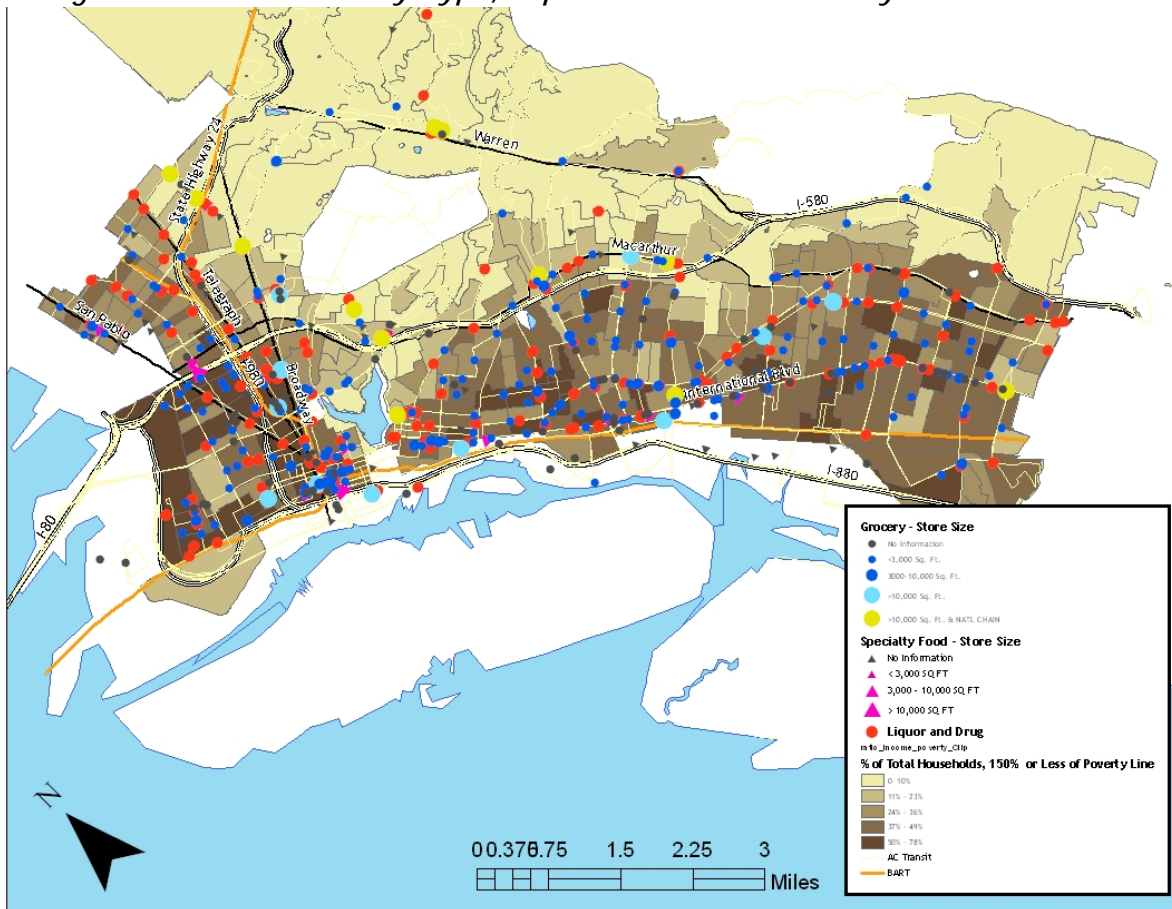 Warren
State Highway 24
I-580
Macarthur
Telegraph
San Pablo
I-980
Broadway
International Blvd
I-880
I-80
Grocery - Store Size
No Information
<3,000 Sq. Ft.
3000-10,000 Sq. Ft.
>10,000 Sq. Ft.
>10,000 Sq. Ft. & NATL CHAIN
Specialty Food - Store Size
No Information
< 3,000 SQ FT
3,000 - 10,000 SQ FT
> 10,000 SQ FT
Liquor and Drug
ratio_income_poverty_Clip
% of Total Households, 150% or Less of Poverty Line
0 10%
11% - 23%
24% - 36%
37% - 49%
50% - 78%
AC Transit
BART
N
0 0.375 0.75 1.5 2.25 3
Miles